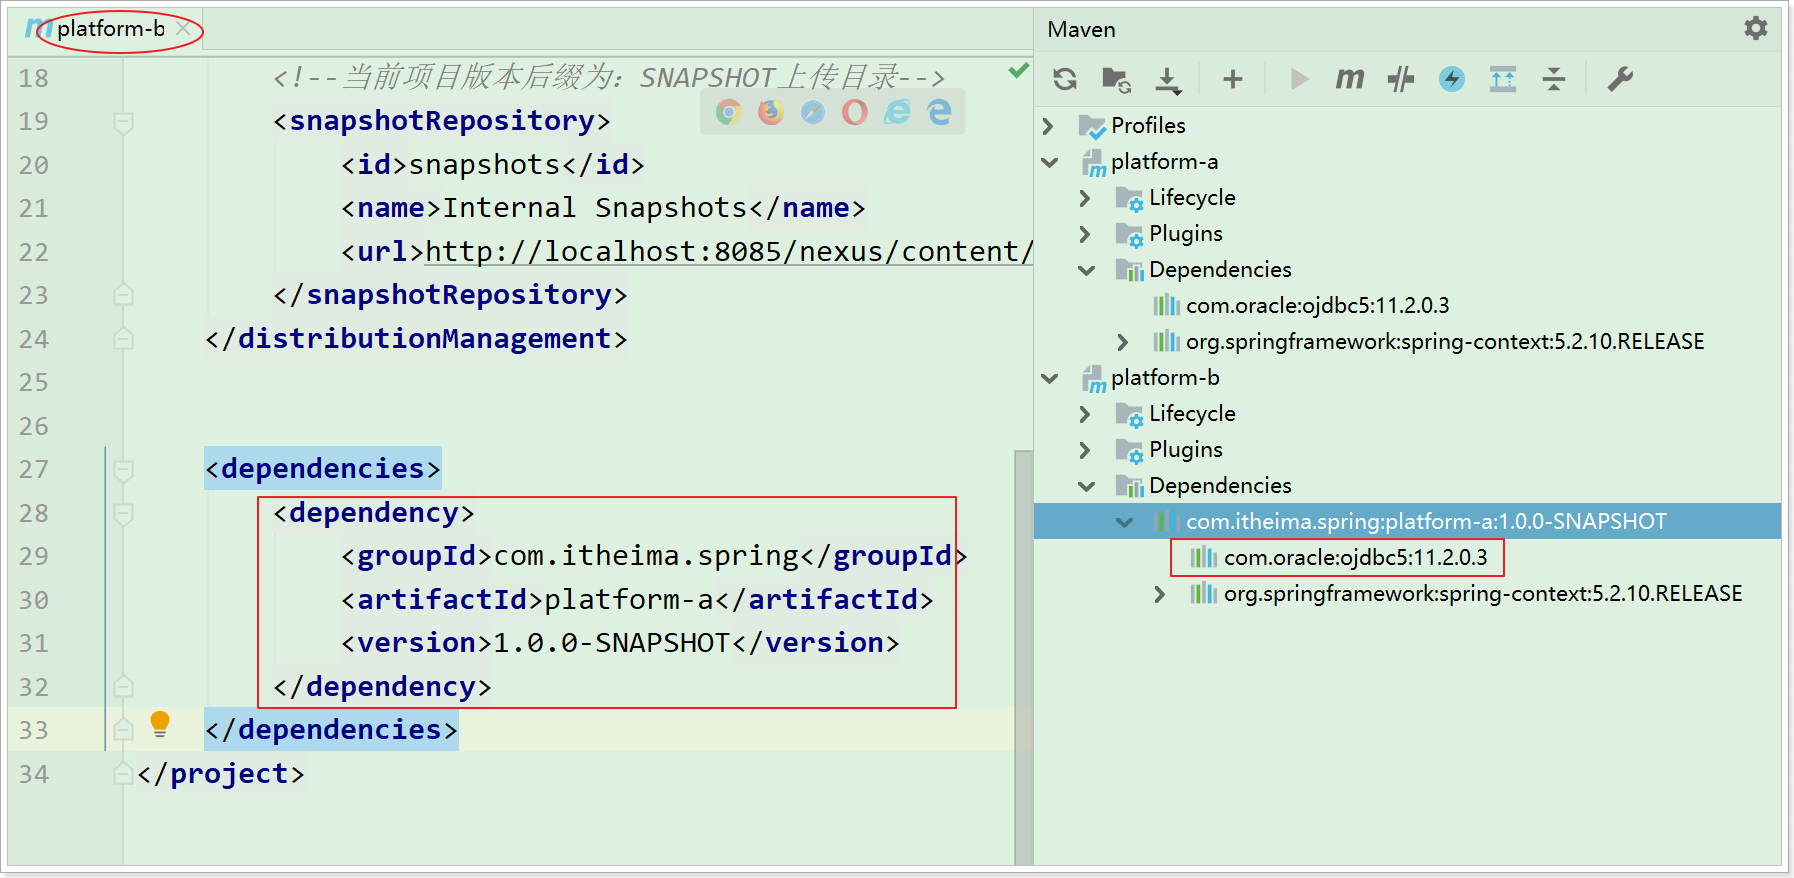 platform-b
18 <!--当前项目版本后缀为：SNAPSHOT上传目录-->
19 <snapshotRepository>
20 <id>snapshots</id>
21 <name>Internal Snapshots</name>
22 <url>http://localhost:8085/nexus/content/
23 </snapshotRepository>
24 </distributionManagement>
25
26
27 <dependencies>
28 <dependency>
29 <groupId>com.itheima.spring</groupId>
30 <artifactId>platform-a</artifactId>
31 <version>1.0.0-SNAPSHOT</version>
32 </dependency>
33 </dependencies>
34 </project>
Maven
Profiles
platform-a
Lifecycle
Plugins
Dependencies
com.oracle:ojdbc5:11.2.0.3
org.springframework:spring-context:5.2.10.RELEASE
platform-b
Lifecycle
Plugins
Dependencies
com.itheima.spring:platform-a:1.0.0-SNAPSHOT
com.oracle:ojdbc5:11.2.0.3
org.springframework:spring-context:5.2.10.RELEASE